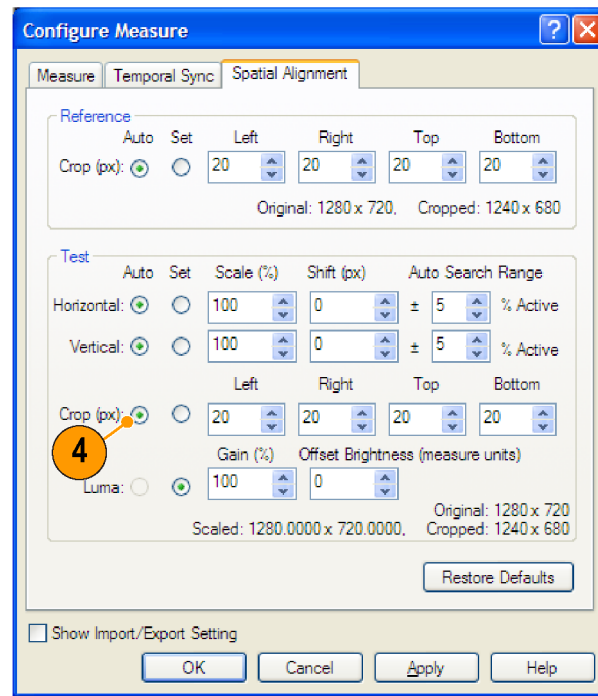 Configure Measure
Measure Temporal Sync Spatial Alignment
Reference
Auto Set Left Right Top Bottom
Crop (px): 20 20 20 20
Original: 1280 x 720, Cropped: 1240 x 680
Test
Auto Set Scale (%) Shift (px) Auto Search Range
Horizontal: 100 0 ± 5 % Active
Vertical: 100 0 ± 5 % Active
Left Right Top Bottom
Crop (px): 20 20 20 20
4
Gain (%) Offset Brightness (measure units)
Luma: 100 0
Original: 1280 x 720
Scaled: 1280.0000 x 720.0000, Cropped: 1240 x 680
Restore Defaults
Show Import/Export Setting
OK Cancel Apply Help